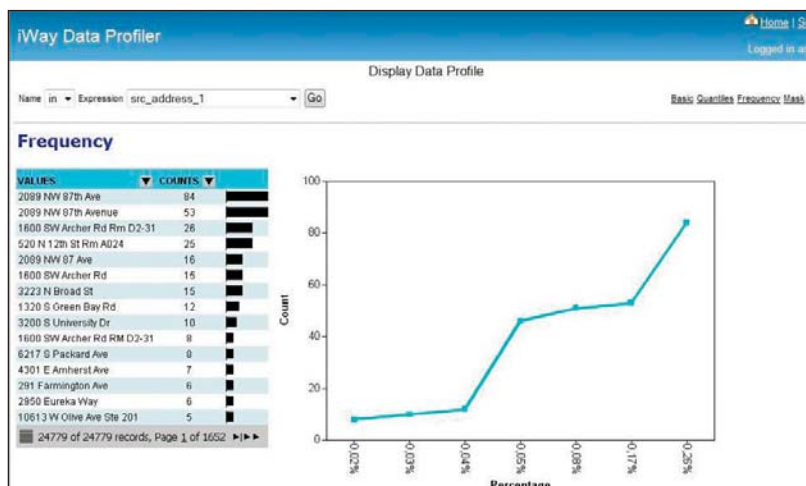 iWay Data Profiler
Home | S
Logged in as
Display Data Profile
Name in Expression src_address_1 Go
Basic Quantiles Frequency Mask
Frequency
VALUES COUNTS
2089 NW 87th Ave 84
2089 NW 87th Avenue 53
1600 SW Archer Rd Rm D2-31 26
520 N 12th St Rm A024 25
2089 NW 87 Ave 16
1600 SW Archer Rd 15
3223 N Broad St 15
1320 S Green Bay Rd 12
3200 S University Dr 10
1600 SW Archer Rd RM D2-31 8
6217 S Packard Ave 8
4301 E Amherst Ave 7
291 Farmington Ave 6
2950 Eureka Way 6
10613 W Olive Ave Ste 201 5
24779 of 24779 records, Page 1 of 1652
100
80
60
40
20
0
Count
0.02% 0.03% 0.04% 0.05% 0.08% 0.17% 0.26%
Percentage